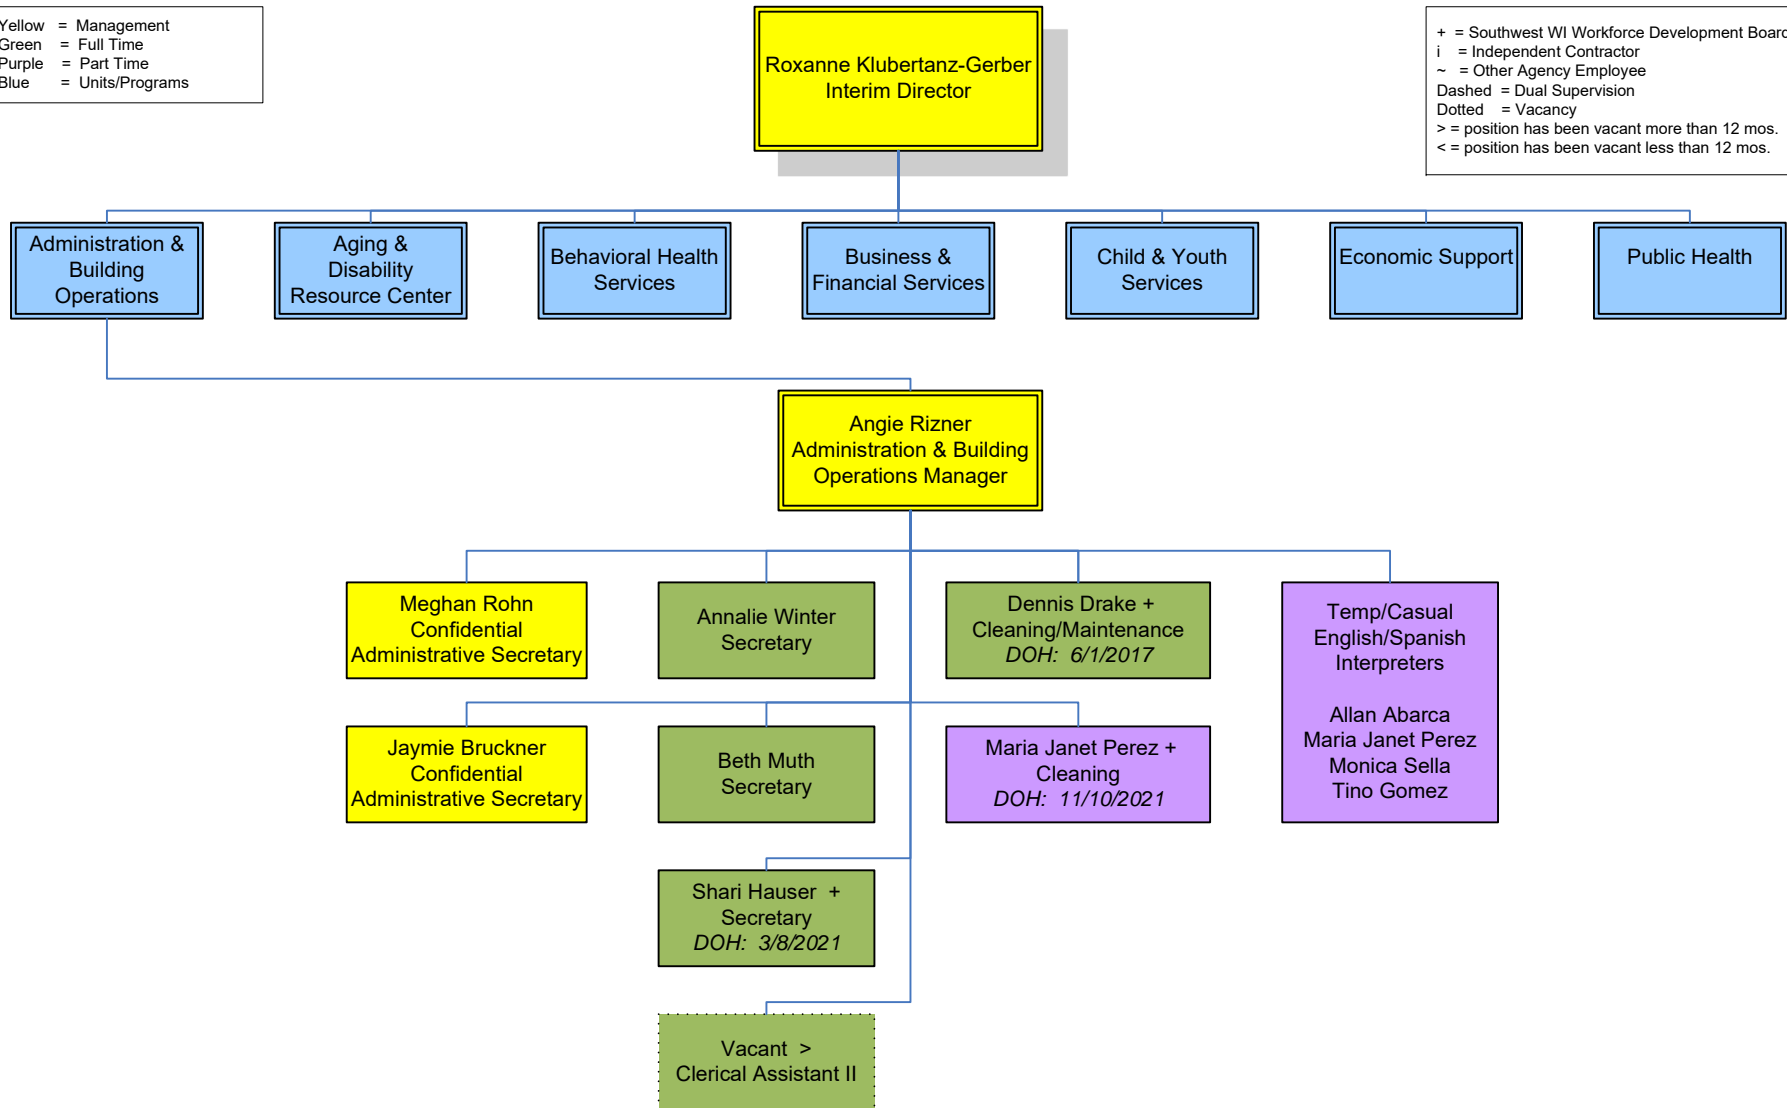 Yellow = Management
Green = Full Time
Purple = Part Time
Blue = Units/Programs
Roxanne Klubertanz-Gerber
Interim Director
+ = Southwest WI Workforce Development Board
i = Independent Contractor
~ = Other Agency Employee
Dashed = Dual Supervision
Dotted = Vacancy
> = position has been vacant more than 12 mos.
< = position has been vacant less than 12 mos.
Administration &
Building
Operations
Aging &
Disability
Resource Center
Behavioral Health
Services
Business &
Financial Services
Child & Youth
Services
Economic Support
Public Health
Angie Rizner
Administration & Building
Operations Manager
Meghan Rohn
Confidential
Administrative Secretary
Annalie Winter
Secretary
Dennis Drake +
Cleaning/Maintenance
DOH: 6/1/2017
Temp/Casual
English/Spanish
Interpreters
Allan Abarca
Maria Janet Perez
Monica Sella
Tino Gomez
Jaymie Bruckner
Confidential
Administrative Secretary
Beth Muth
Secretary
Maria Janet Perez +
Cleaning
DOH: 11/10/2021
Shari Hauser +
Secretary
DOH: 3/8/2021
Vacant >
Clerical Assistant II